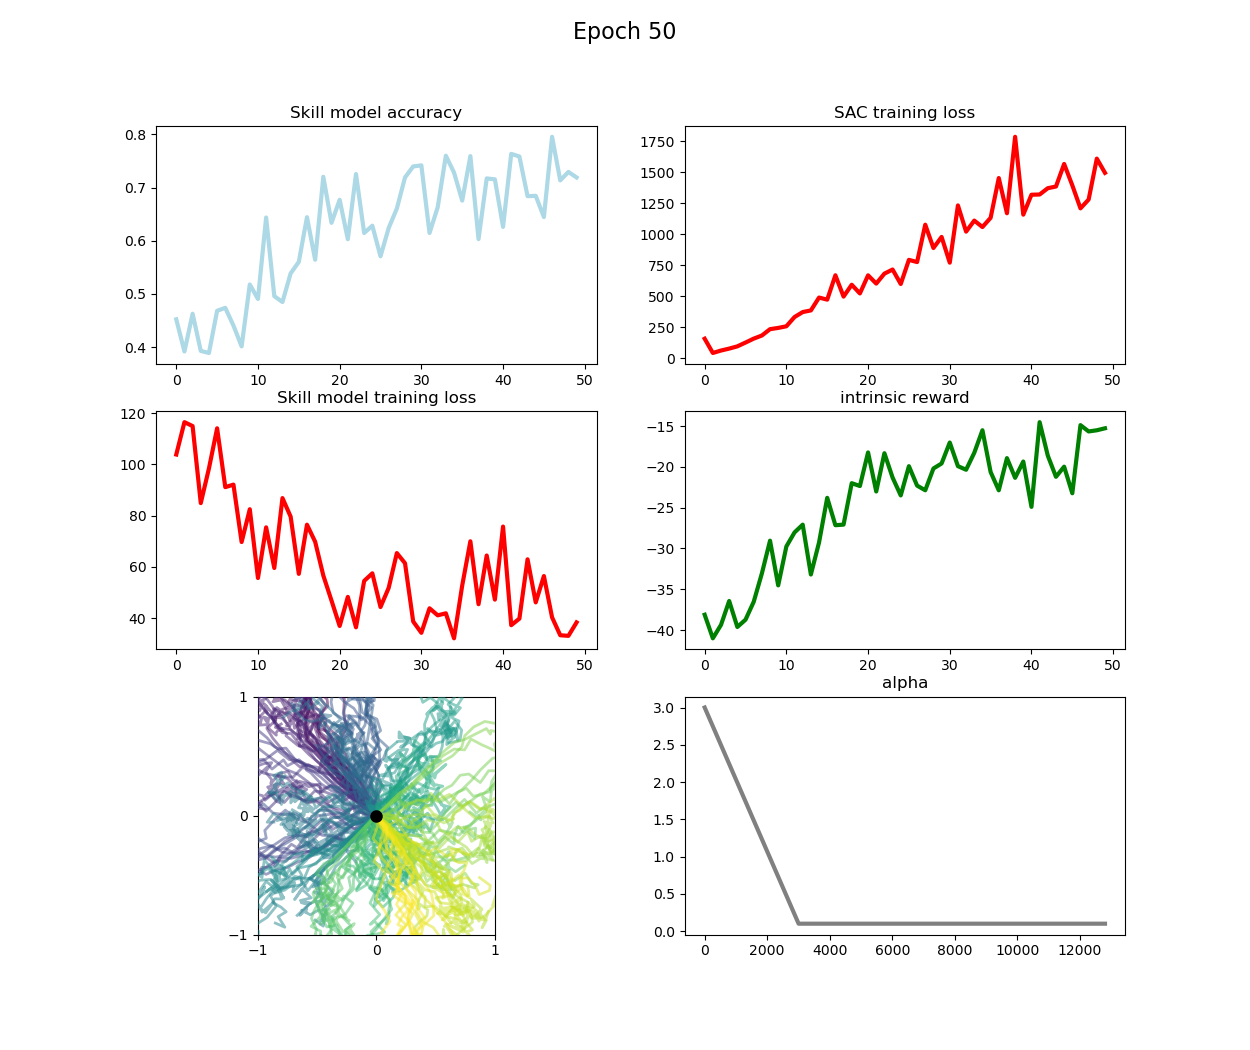 Epoch 50
Skill model accuracy
0.8
0.7
0.6
0.5
0.4
0 10 20 30 40 50
SAC training loss
1750
1500
1250
1000
750
500
250
0
0 10 20 30 40 50
Skill model training loss
120
100
80
60
40
0 10 20 30 40 50
intrinsic reward
−15
−20
−25
−30
−35
−40
0 10 20 30 40 50
1
0
−1
−1 0 1
alpha
3.0
2.5
2.0
1.5
1.0
0.5
0.0
0 2000 4000 6000 8000 10000 12000